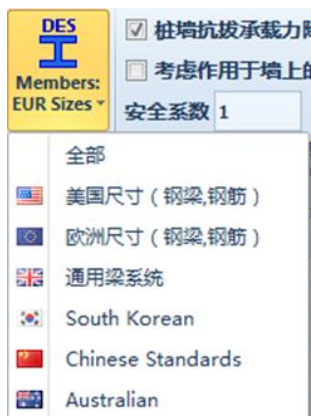 DES
Members:
EUR Sizes
桩墙抗拔承载力
考虑作用于墙上的
安全系数 1
全部
美国尺寸（钢梁,钢筋）
欧洲尺寸（钢梁,钢筋）
通用梁系统
South Korean
Chinese Standards
Australian